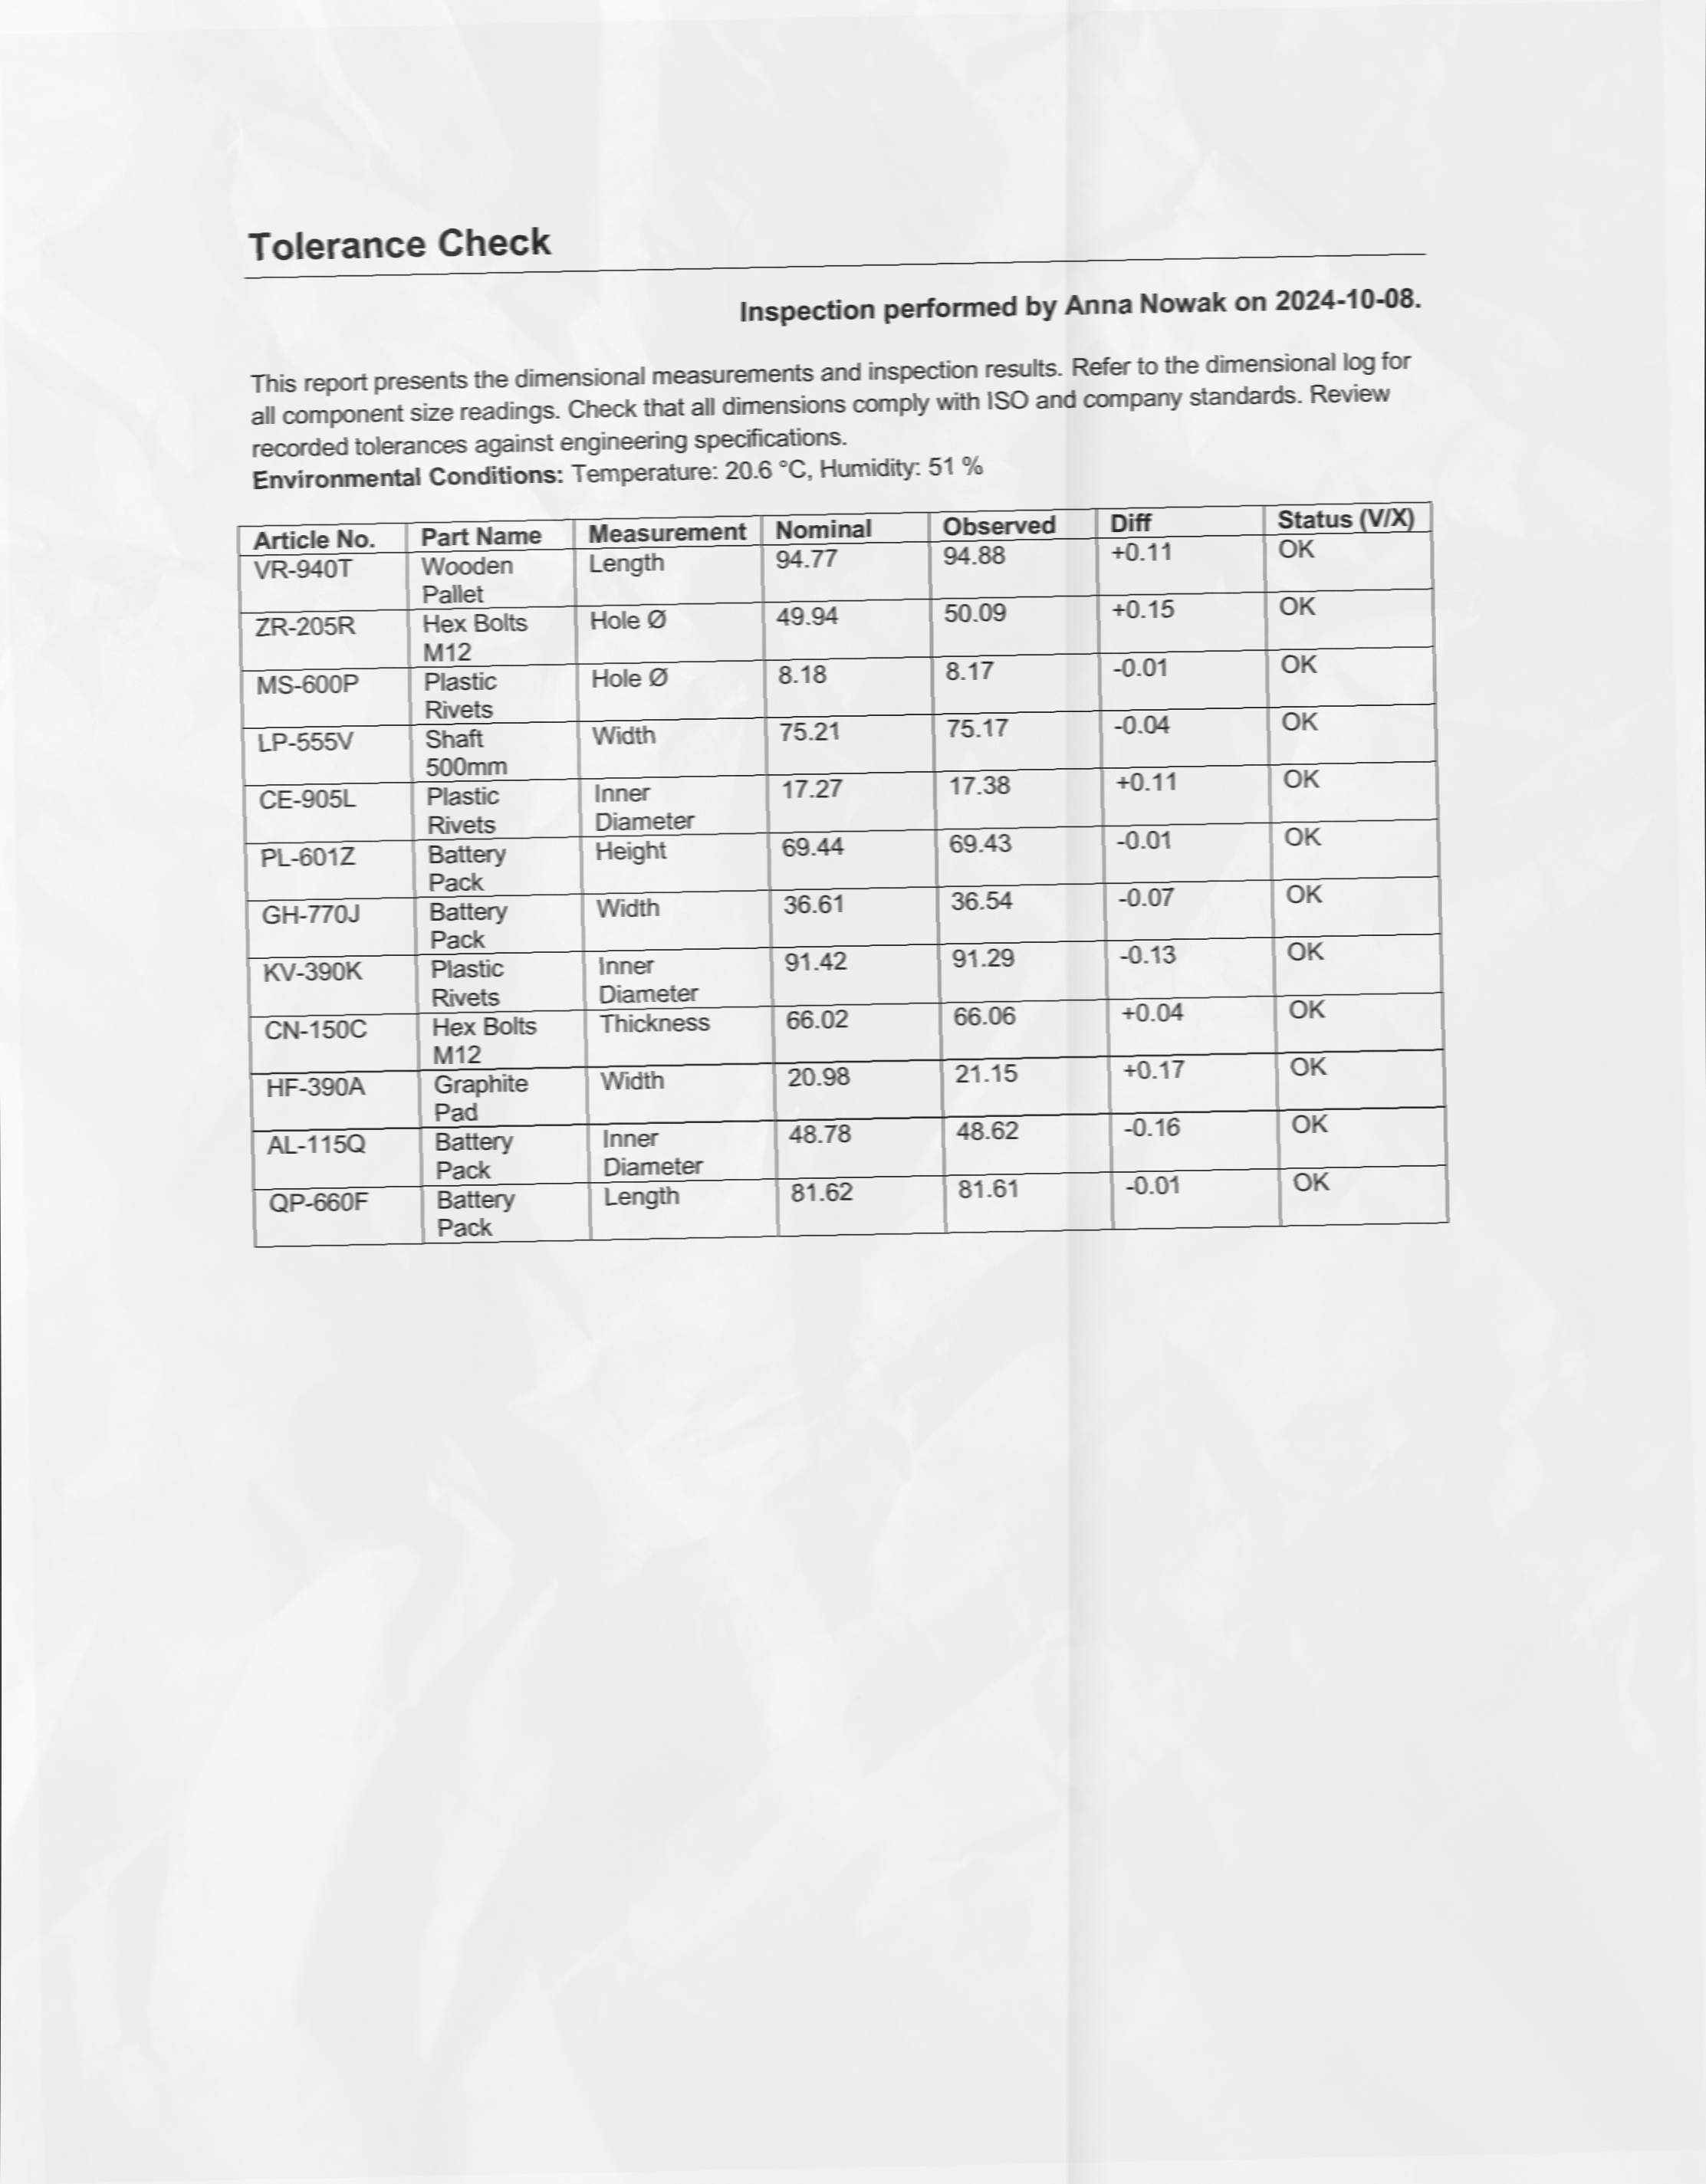 Tolerance Check
Inspection performed by Anna Nowak on 2024-10-08.
This report presents the dimensional measurements and inspection results. Refer to the dimensional log for
all component size readings. Check that all dimensions comply with ISO and company standards. Review
recorded tolerances against engineering specifications.
Environmental Conditions: Temperature: 20.6 °C, Humidity: 51 %
Article No. Part Name Measurement Nominal Observed Diff Status (V/X)
VR-940T Wooden Length 94.77 94.88 +0.11 OK
Pallet
ZR-205R Hex Bolts Hole Ø 49.94 50.09 +0.15 OK
M12
MS-600P Plastic Hole Ø 8.18 8.17 -0.01 OK
Rivets
LP-555V Shaft Width 75.21 75.17 -0.04 OK
500mm
CE-905L Plastic Inner 17.27 17.38 +0.11 OK
Rivets Diameter
PL-601Z Battery Height 69.44 69.43 -0.01 OK
Pack
GH-770J Battery Width 36.61 36.54 -0.07 OK
Pack
KV-390K Plastic Inner 91.42 91.29 -0.13 OK
Rivets Diameter
CN-150C Hex Bolts Thickness 66.02 66.06 +0.04 OK
M12
HF-390A Graphite Width 20.98 21.15 +0.17 OK
Pad
AL-115Q Battery Inner 48.78 48.62 -0.16 OK
Pack Diameter
QP-660F Battery Length 81.62 81.61 -0.01 OK
Pack